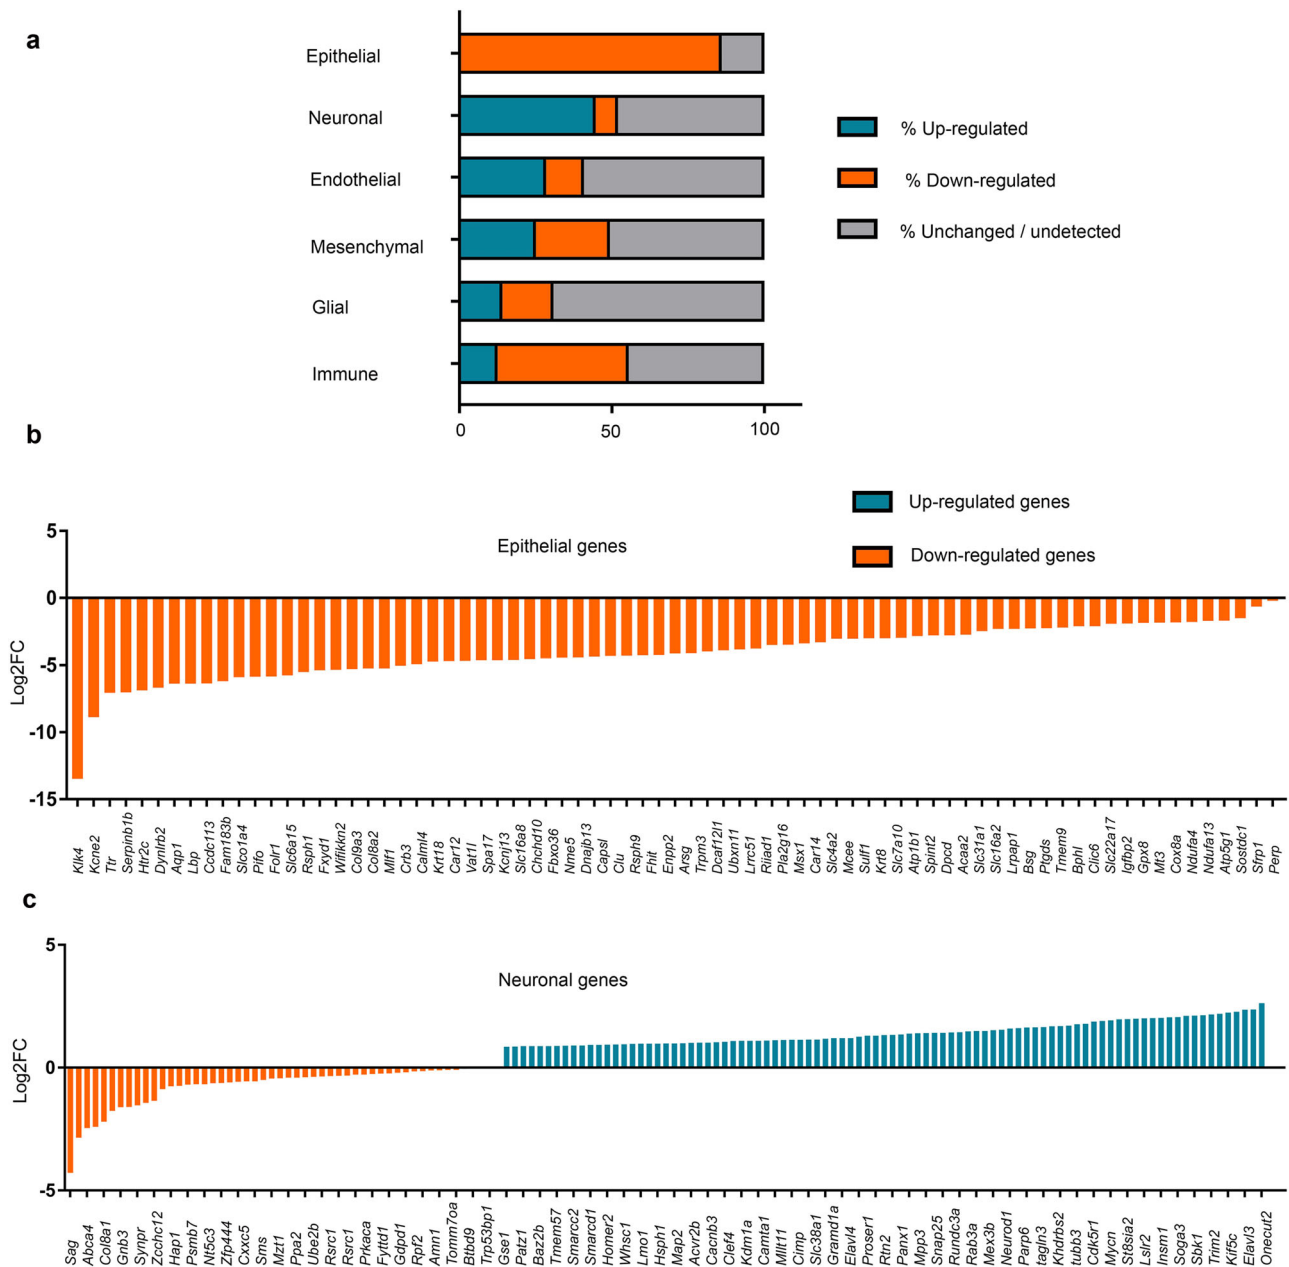 a
Epithelial
Neuronal
Endothelial
Mesenchymal
Glial
Immune
0 50 100
% Up-regulated
% Down-regulated
% Unchanged / undetected
b
Up-regulated genes
Down-regulated genes
Epithelial genes
Log2FC
5
0
-5
-10
-15
Klk4
Kcne2
Ttr
Serpinb1b
Htr2c
Dynlrb2
Aqp1
Lbp
Ccdc113
Fam183b
Slco1a4
Pifo
Folr1
Slc6a15
Rsph1
Fxyd1
Wfikkn2
Col9a3
Col8a2
Mlf1
Crb3
Calml4
Krt18
Car12
Vat1l
Spa17
Kcnj13
Slc16a8
Chchd10
Fbxo36
Nme5
Dnajb13
Capsl
Clu
Rsph9
Fhit
Enpp2
Arsg
Trpm3
Dcaf12l1
Ubxn11
Lrrc51
Riiad1
Pla2g16
Msx1
Car14
Slc4a2
Mcee
Sulf1
Krt8
Slc7a10
Atp1b1
Spint2
Dpcd
Acaa2
Slc31a1
Slc16a2
Lrpap1
Bsg
Ptgds
Tmem9
Bphl
Clic6
Slc22a17
Igfbp2
Gpx8
Mt3
Cox8a
Ndufa4
Ndufa13
Atp5g1
Sostdc1
Sfrp1
Perp
c
Neuronal genes
Log2FC
5
0
-5
Sag
Abca4
Col8a1
Gnb3
Synpr
Zcchc12
Hap1
Psmb7
Nt5c3
Zfp444
Cxxc5
Sms
Mzt1
Ppa2
Ube2b
Rsrc1
Rsrc1
Prkaca
Fyttd1
Gdpd1
Rpf2
Amn1
Tomm7oa
Btbd9
Trp53bp1
Gse1
Patz1
Baz2b
Tmem57
Smarcc2
Smarcd1
Homer2
Whsc1
Lmo1
Hsph1
Map2
Acvr2b
Cacnb3
Clef4
Kdm1a
Camta1
Mllt11
Cimp
Slc38a1
Gramd1a
Elavl4
Proser1
Rtn2
Panx1
Mpp3
Snap25
Rundc3a
Rab3a
Mex3b
Neurod1
Parp6
tagln3
Khdrbs2
tubb3
Cdk5r1
Mycn
St8sia2
Lslr2
Insm1
Soga3
Sbk1
Trim2
Kif5c
Elavl3
Onecut2